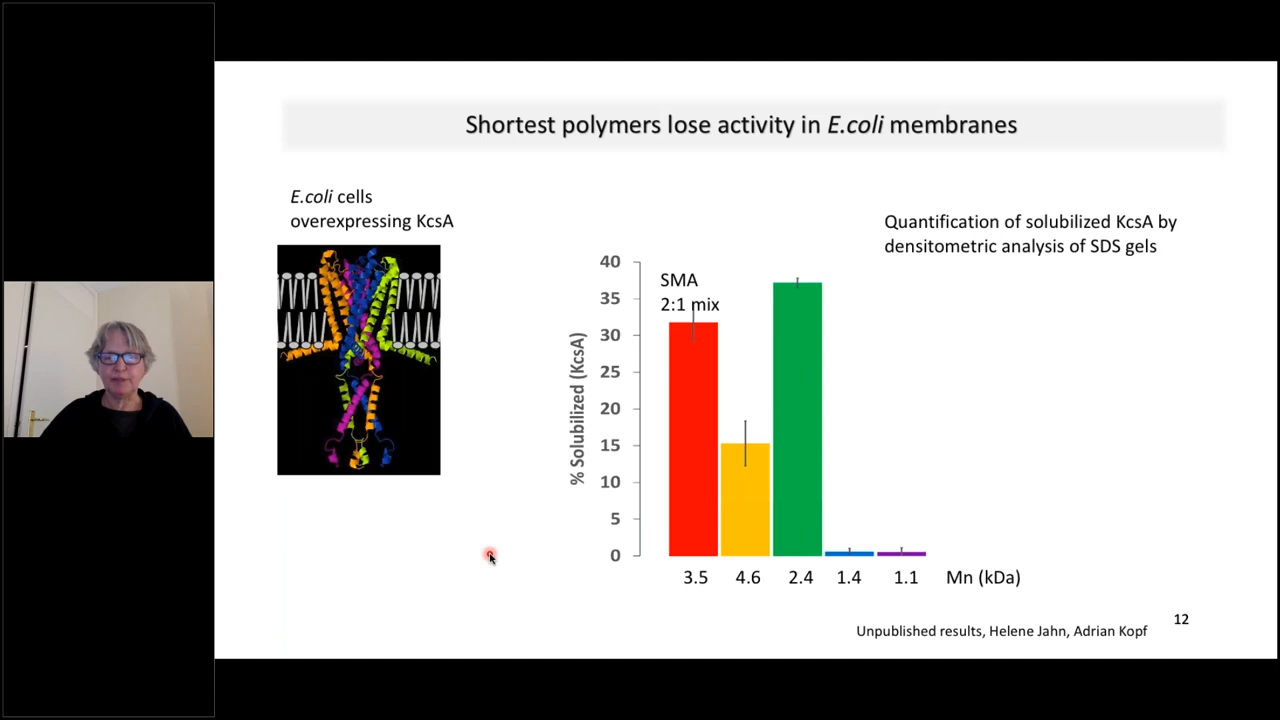 Shortest polymers lose activity in E.coli membranes
E.coli cells
overexpressing KcsA
Quantification of solubilized KcsA by
densitometric analysis of SDS gels
% Solubilized (KcsA)
40
35
30
25
20
15
10
5
0
SMA
2:1 mix
3.5 4.6 2.4 1.4 1.1 Mn (kDa)
12
Unpublished results, Helene Jahn, Adrian Kopf